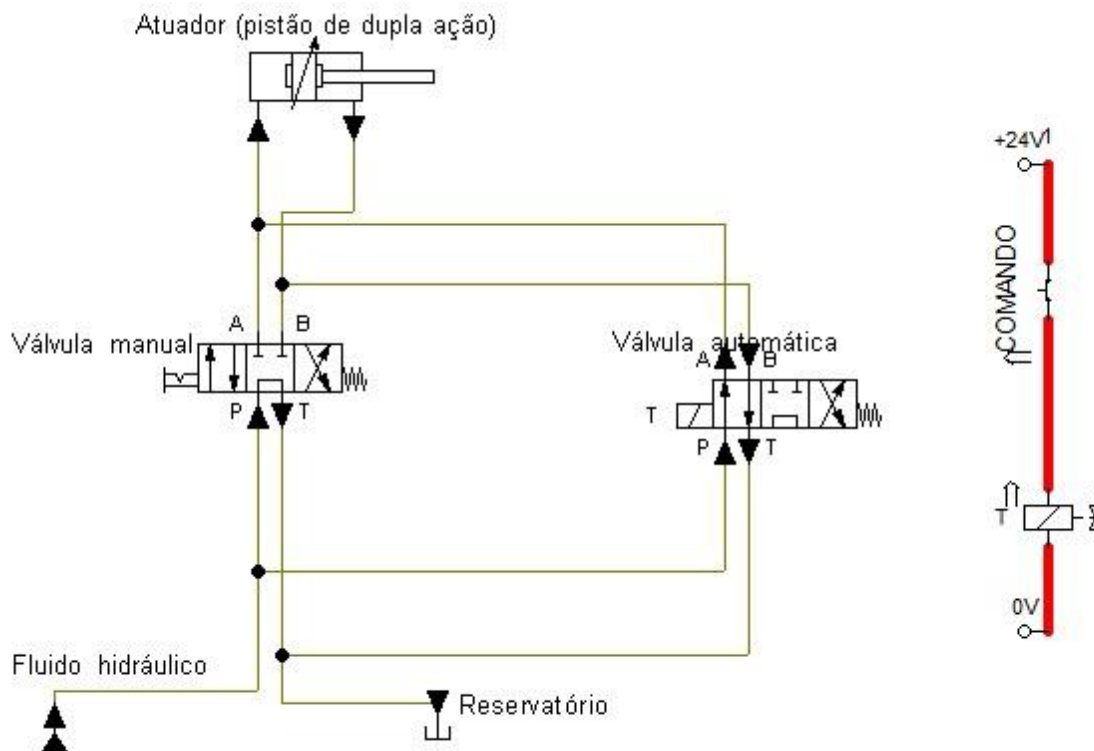 Atuador (pistão de dupla ação)
+24V
COMANDO
A B
Válvula manual
Válvula automática
A B
P T
T
P T
T
0V
Fluido hidráulico
Reservatório